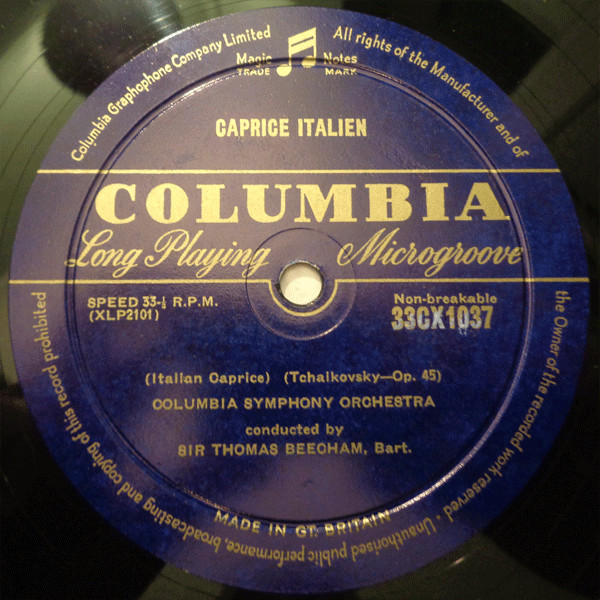 Columbia Graphophone Company Limited
All rights of the Manufacturer and of
the Owner of the recorded work reserved - Unauthorised public performance, broadcasting and copying of this record prohibited
Magic Notes
TRADE MARK
CAPRICE ITALIEN
COLUMBIA
Long Playing Microgroove
SPEED 33-⅓ R.P.M.
(XLP2101)
Non-breakable
33CX1037
(Italian Caprice) (Tchaikovsky—Op. 45)
COLUMBIA SYMPHONY ORCHESTRA
conducted by
SIR THOMAS BEECHAM, Bart.
MADE IN GT. BRITAIN